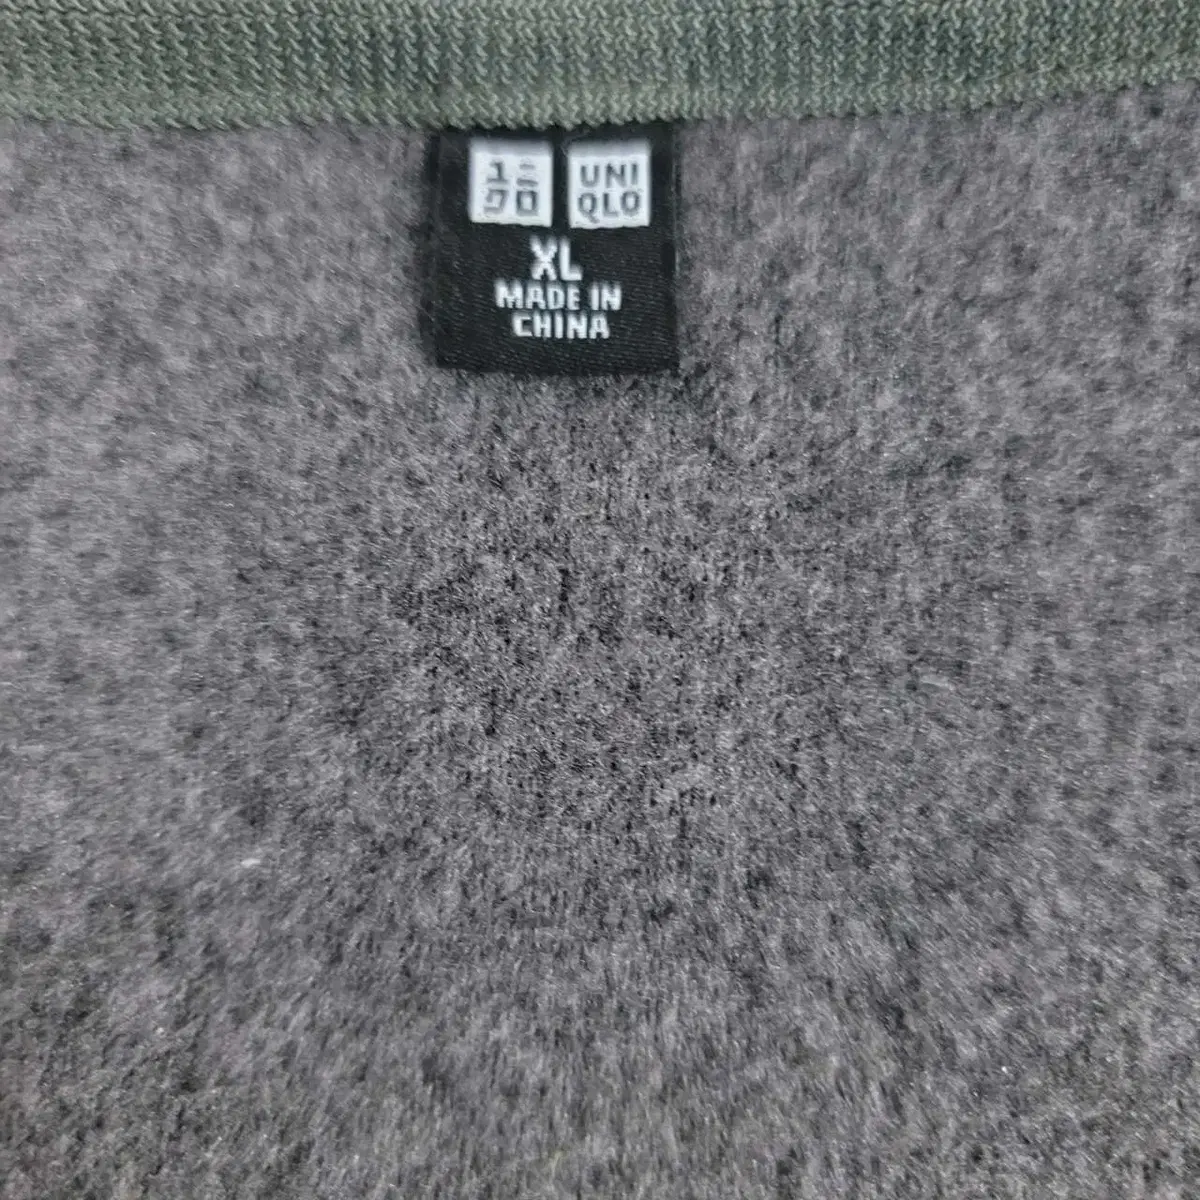 ユニ
クロ
UNI
QLO
XL
MADE IN
CHINA